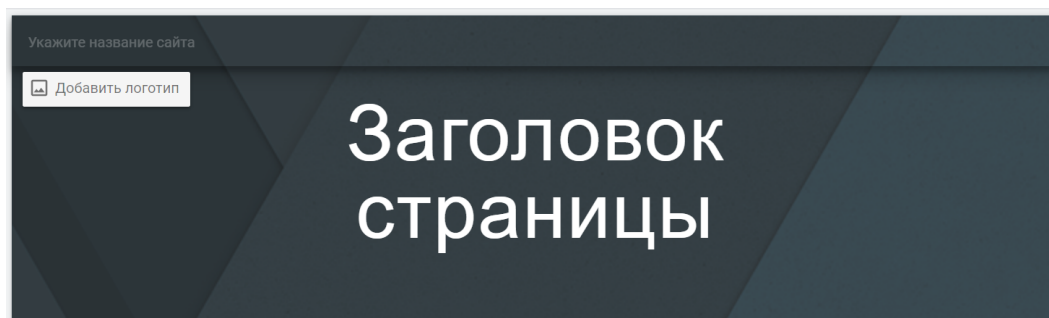 Укажите название сайта
Добавить логотип
Заголовок
страницы